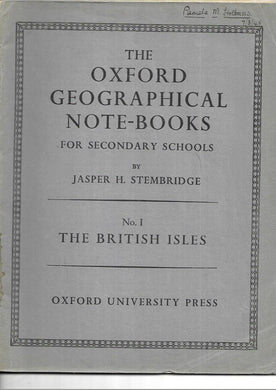 Pamela M.
THE
OXFORD
GEOGRAPHICAL
NOTE-BOOKS
FOR SECONDARY SCHOOLS
BY
JASPER H. STEMBRIDGE
No. I
THE BRITISH ISLES
OXFORD UNIVERSITY PRESS